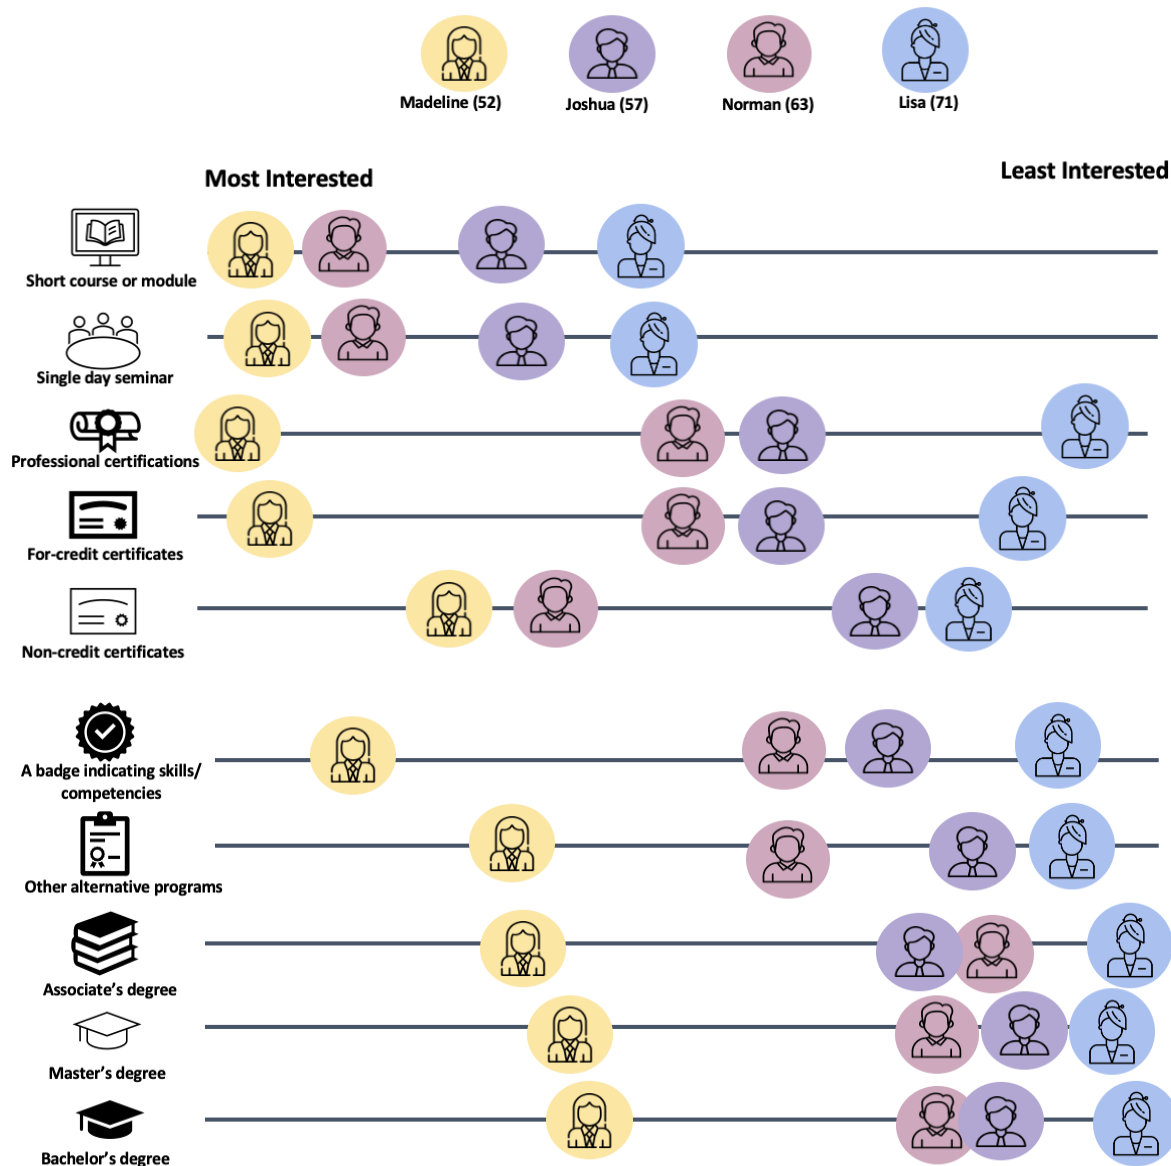 Madeline (52)
Joshua (57)
Norman (63)
Lisa (71)
Most Interested
Least Interested
Short course or module
Single day seminar
Professional certifications
For-credit certificates
Non-credit certificates
A badge indicating skills/
competencies
Other alternative programs
Associate’s degree
Master’s degree
Bachelor’s degree